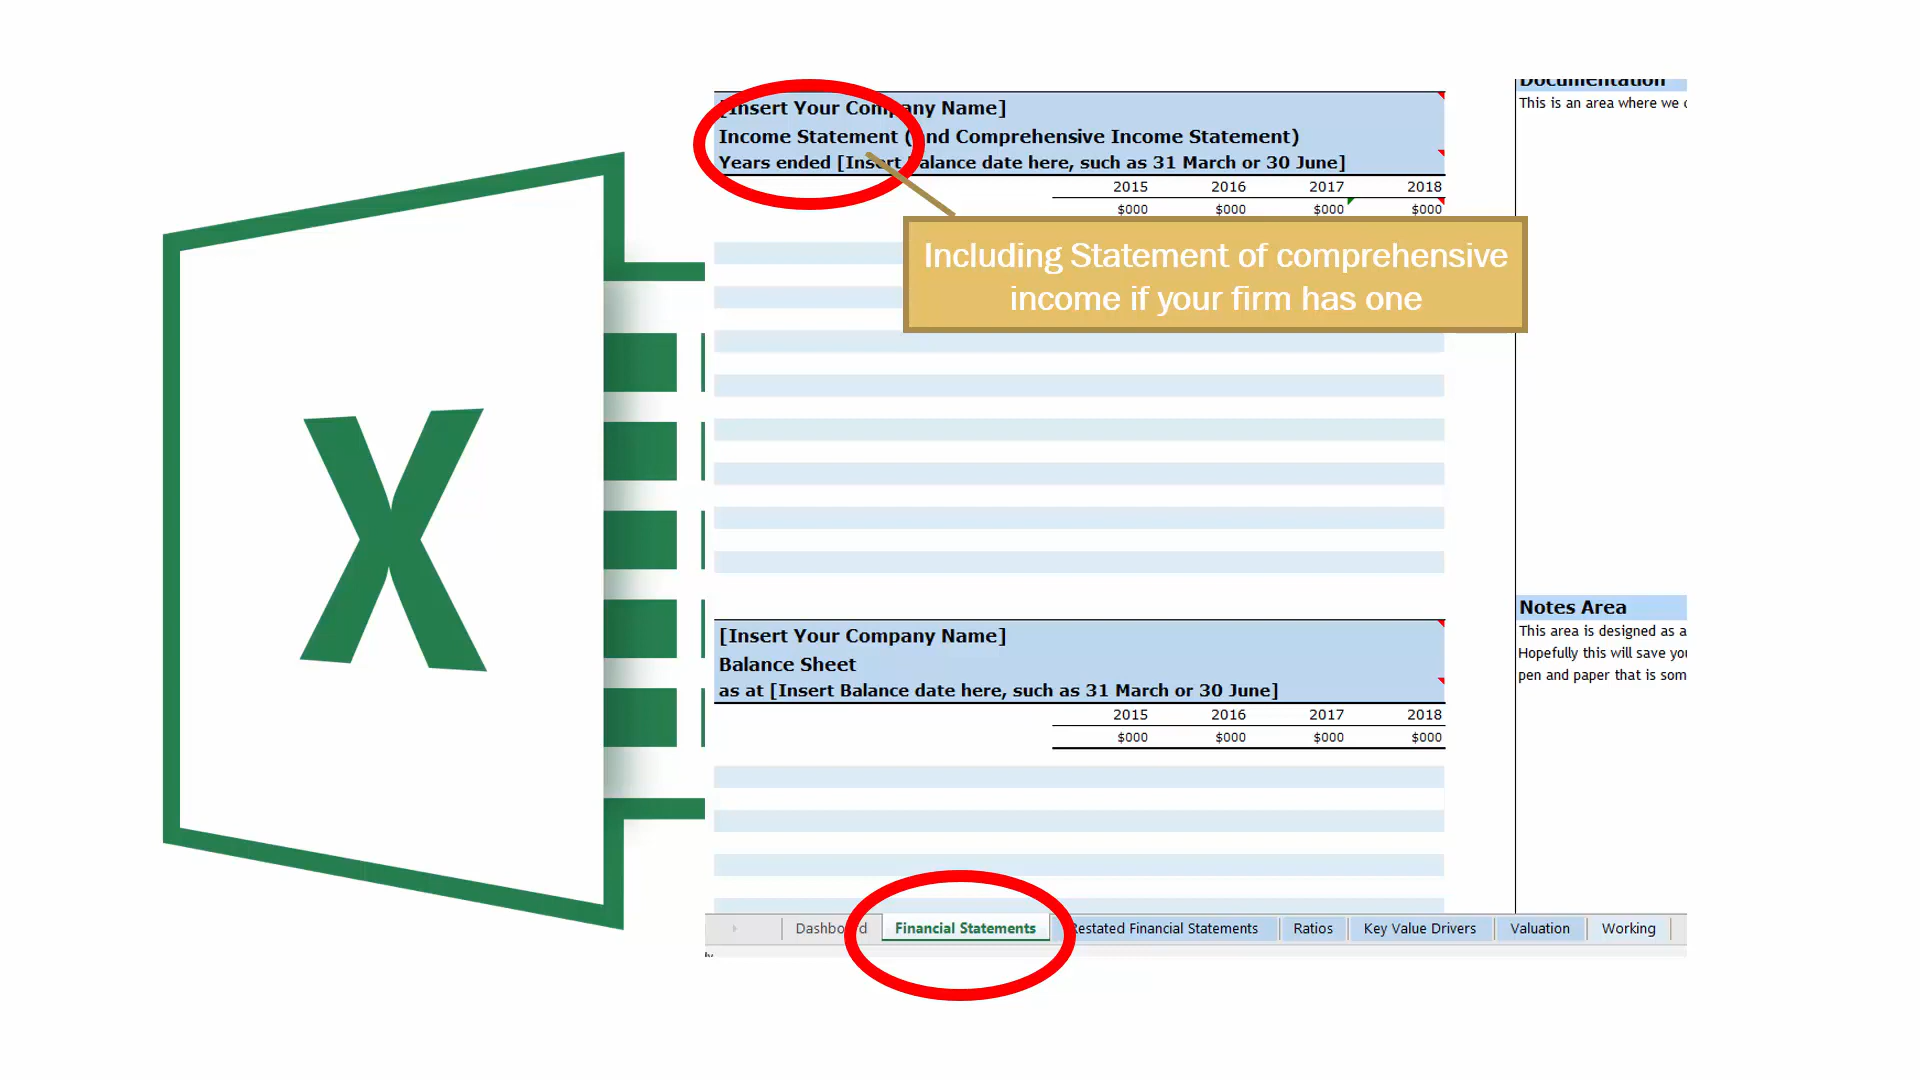 X
Documentation
This is an area where we
[Insert Your Company Name]
Income Statement (and Comprehensive Income Statement)
Years ended [Insert Balance date here, such as 31 March or 30 June]
2015 2016 2017 2018
$000 $000 $000 $000
Including Statement of comprehensive
income if your firm has one
[Insert Your Company Name]
Balance Sheet
as at [Insert Balance date here, such as 31 March or 30 June]
2015 2016 2017 2018
$000 $000 $000 $000
Notes Area
This area is designed as a
Hopefully this will save you
pen and paper that is som
Dashboard Financial Statements Restated Financial Statements Ratios Key Value Drivers Valuation Working